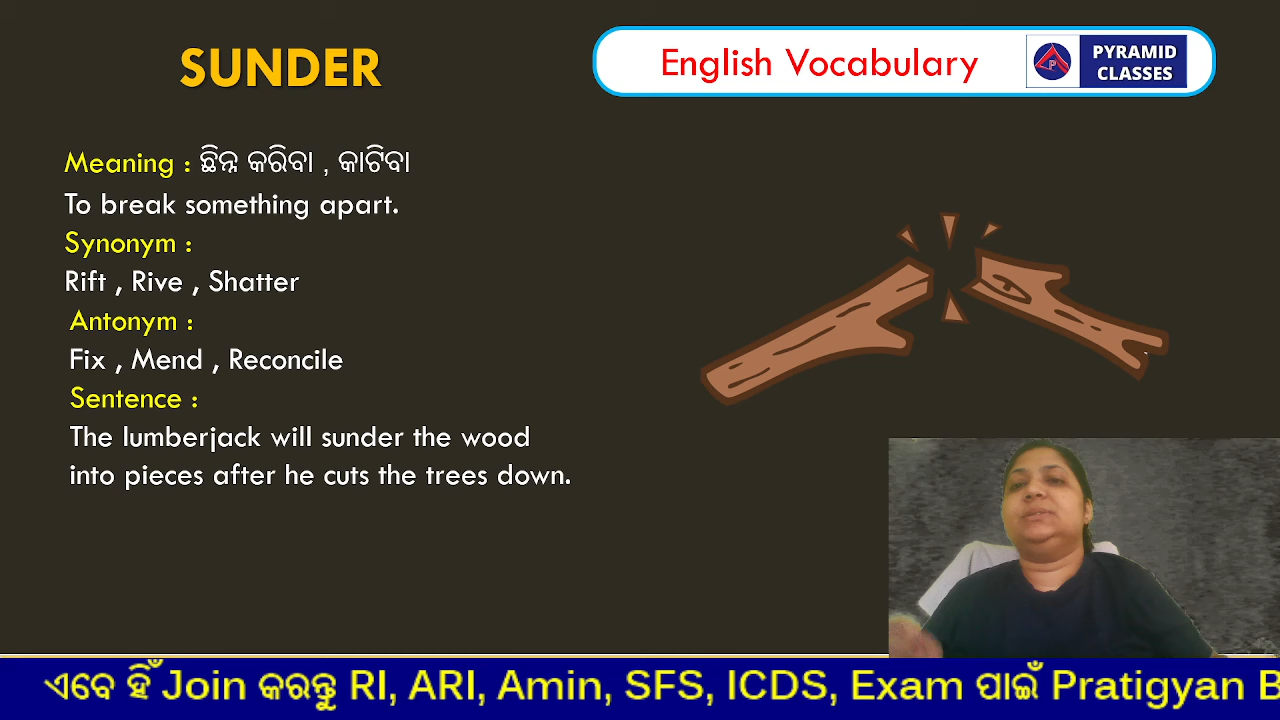 SUNDER
English Vocabulary
PYRAMID
CLASSES
Meaning : ଛିନ୍ନ କରିବା , କାଟିବା
To break something apart.
Synonym :
Rift , Rive , Shatter
Antonym :
Fix , Mend , Reconcile
Sentence :
The lumberjack will sunder the wood
into pieces after he cuts the trees down.
ଏବେ ହିଁ Join କରନ୍ତୁ RI, ARI, Amin, SFS, ICDS, Exam ପାଇଁ Pratigyan B